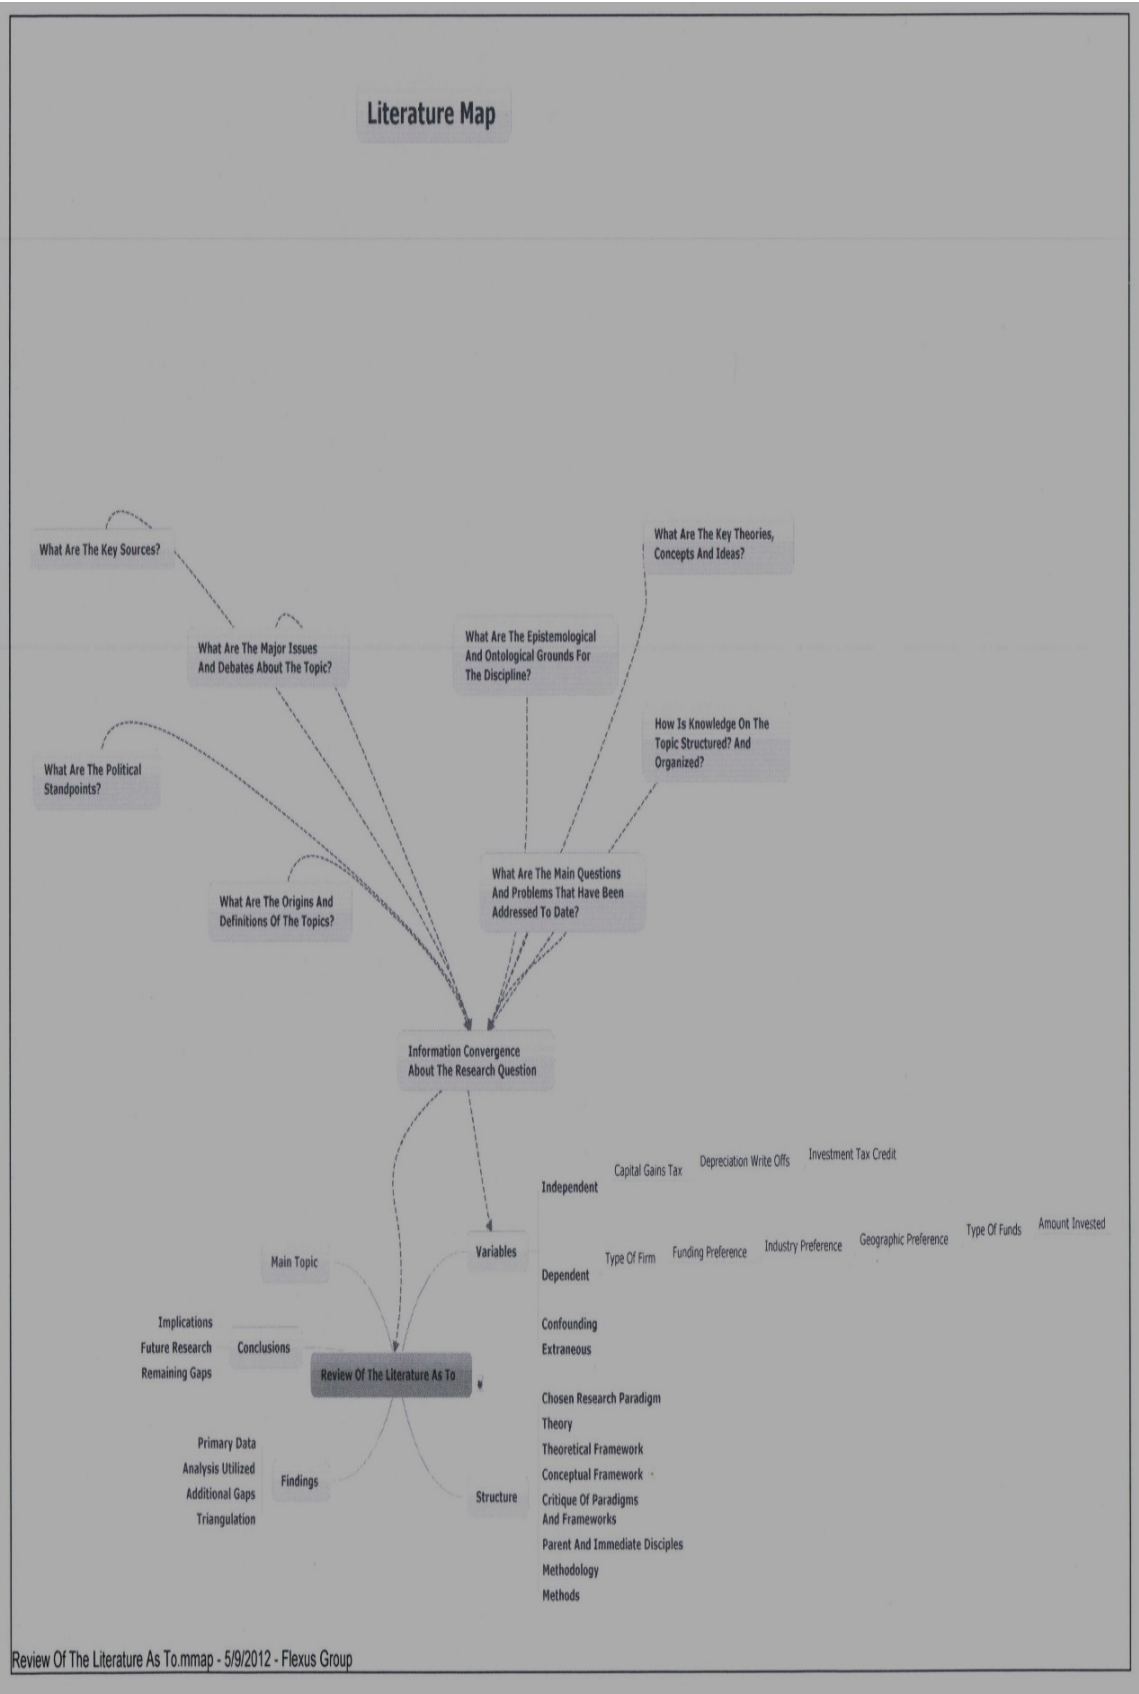 Literature Map
What Are The Key Sources?
What Are The Key Theories,
Concepts And Ideas?
What Are The Major Issues
And Debates About The Topic?
What Are The Epistemological
And Ontological Grounds For
The Discipline?
How Is Knowledge On The
Topic Structured? And
Organized?
What Are The Political
Standpoints?
What Are The Origins And
Definitions Of The Topics?
What Are The Main Questions
And Problems That Have Been
Addressed To Date?
Information Convergence
About The Research Question
Variables
Independent
Capital Gains Tax
Depreciation Write Offs
Investment Tax Credit
Dependent
Type Of Firm
Funding Preference
Industry Preference
Geographic Preference
Type Of Funds
Amount Invested
Confounding
Extraneous
Main Topic
Implications
Future Research
Remaining Gaps
Conclusions
Review Of The Literature As To
Primary Data
Analysis Utilized
Additional Gaps
Triangulation
Findings
Structure
Chosen Research Paradigm
Theory
Theoretical Framework
Conceptual Framework
Critique Of Paradigms
And Frameworks
Parent And Immediate Disciples
Methodology
Methods
Review Of The Literature As To.mmap - 5/9/2012 - Flexus Group